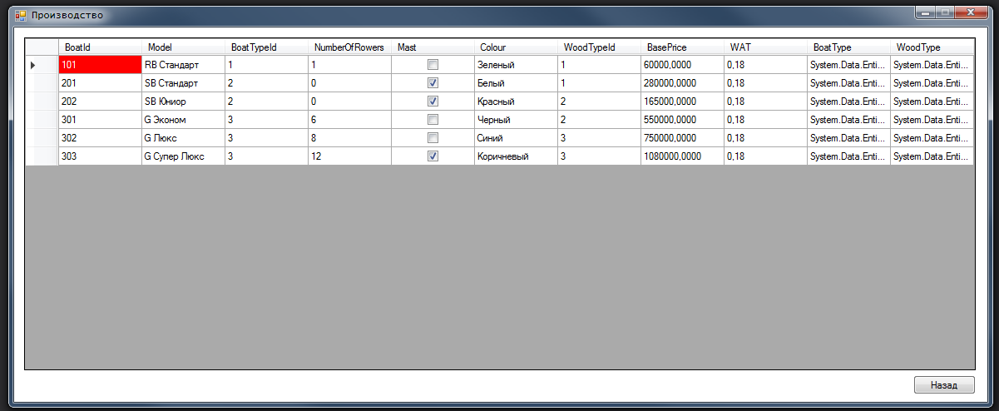 Производство
BoatId Model BoatTypeId NumberOfRowers Mast Colour WoodTypeId BasePrice WAT BoatType WoodType
101 RB Стандарт 1 1 Зеленый 1 60000,0000 0,18 System.Data.Enti... System.Data.Enti...
201 SB Стандарт 2 0 Белый 1 280000,0000 0,18 System.Data.Enti... System.Data.Enti...
202 SB Юниор 2 0 Красный 2 165000,0000 0,18 System.Data.Enti... System.Data.Enti...
301 G Эконом 3 6 Черный 2 550000,0000 0,18 System.Data.Enti... System.Data.Enti...
302 G Люкс 3 8 Синий 3 750000,0000 0,18 System.Data.Enti... System.Data.Enti...
303 G Супер Люкс 3 12 Коричневый 3 1080000,0000 0,18 System.Data.Enti... System.Data.Enti...
Назад